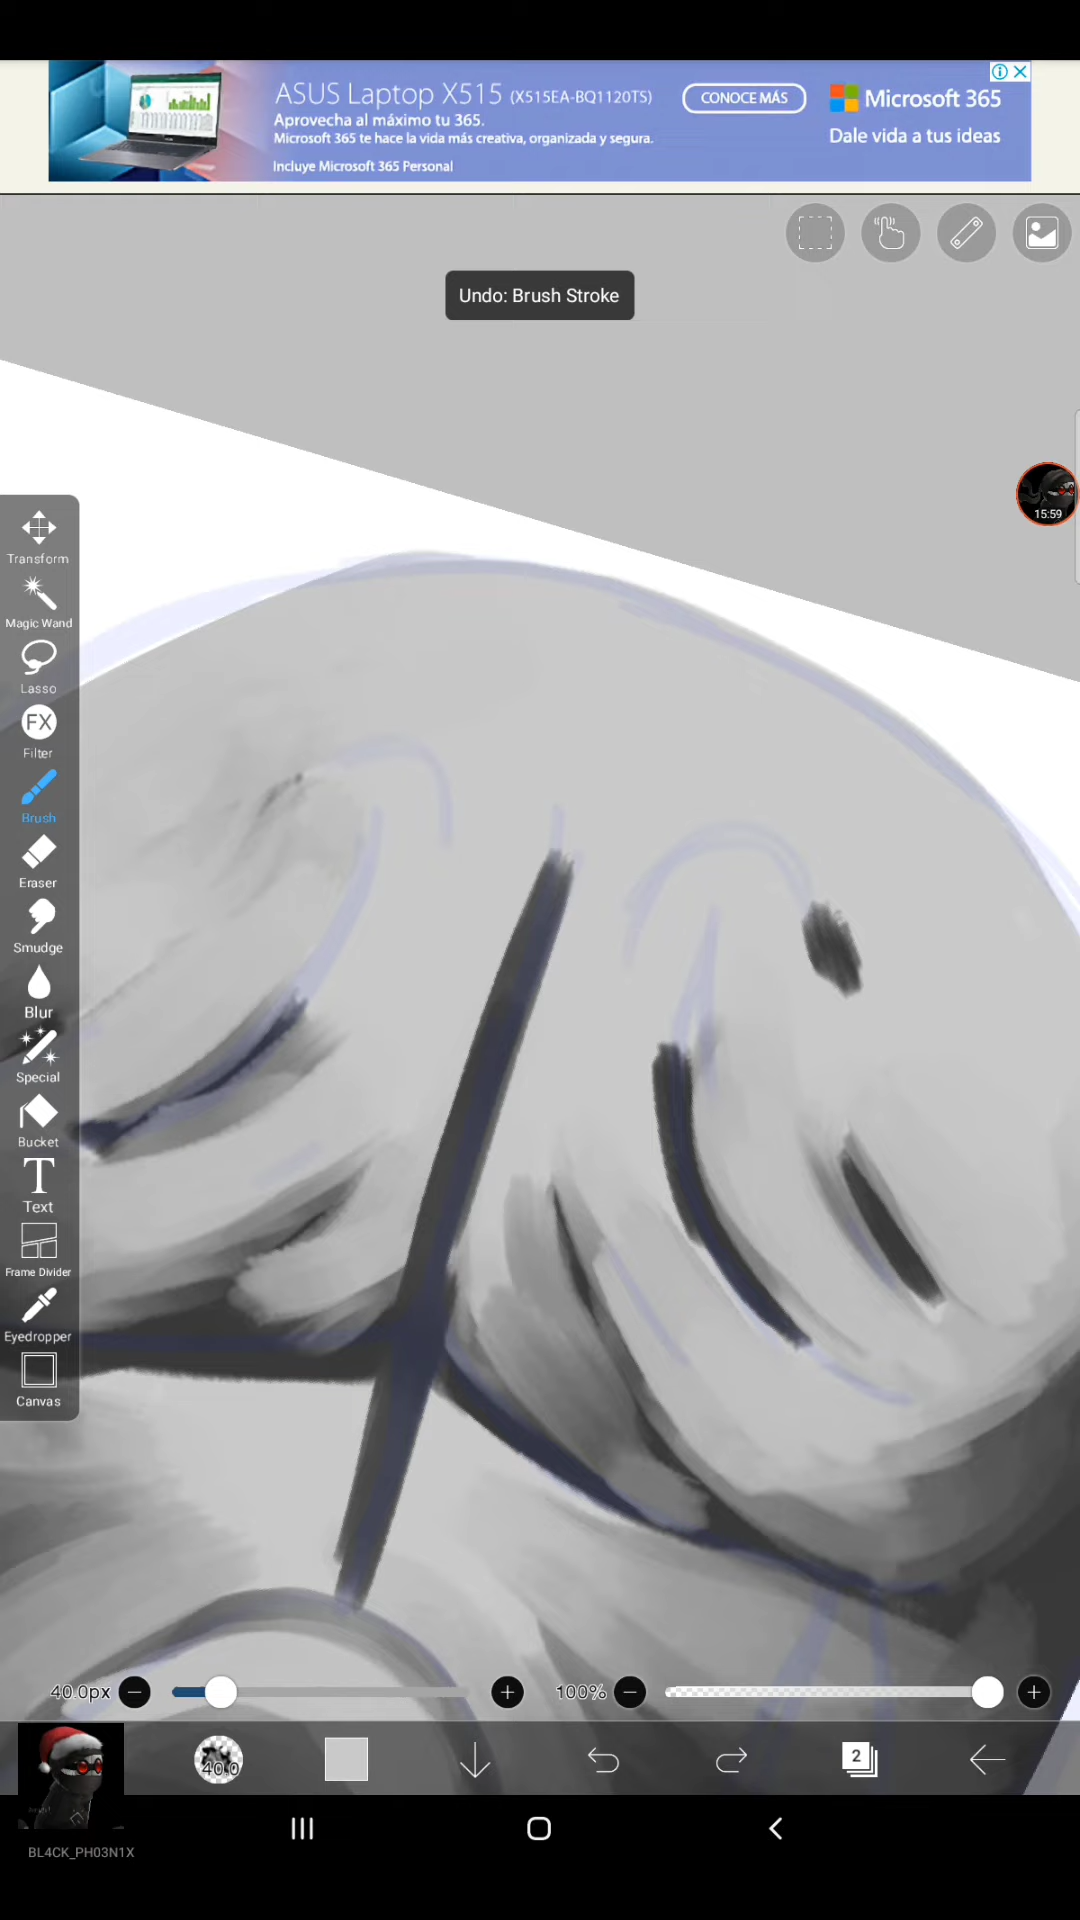 ASUS Laptop X515 (X515EA-BQ1120TS)
Aprovecha al máximo tu 365.
Microsoft 365 te hace la vida más creativa, organizada y segura.
Incluye Microsoft 365 Personal
CONOCE MÁS
Microsoft 365
Dale vida a tus ideas
Undo: Brush Stroke
15:59
Transform
Magic Wand
Lasso
FX
Filter
Brush
Eraser
Smudge
Blur
Special
Bucket
T
Text
Frame Divider
Eyedropper
Canvas
40.0px
100%
40.0
2
BL4CK_PH03N1X